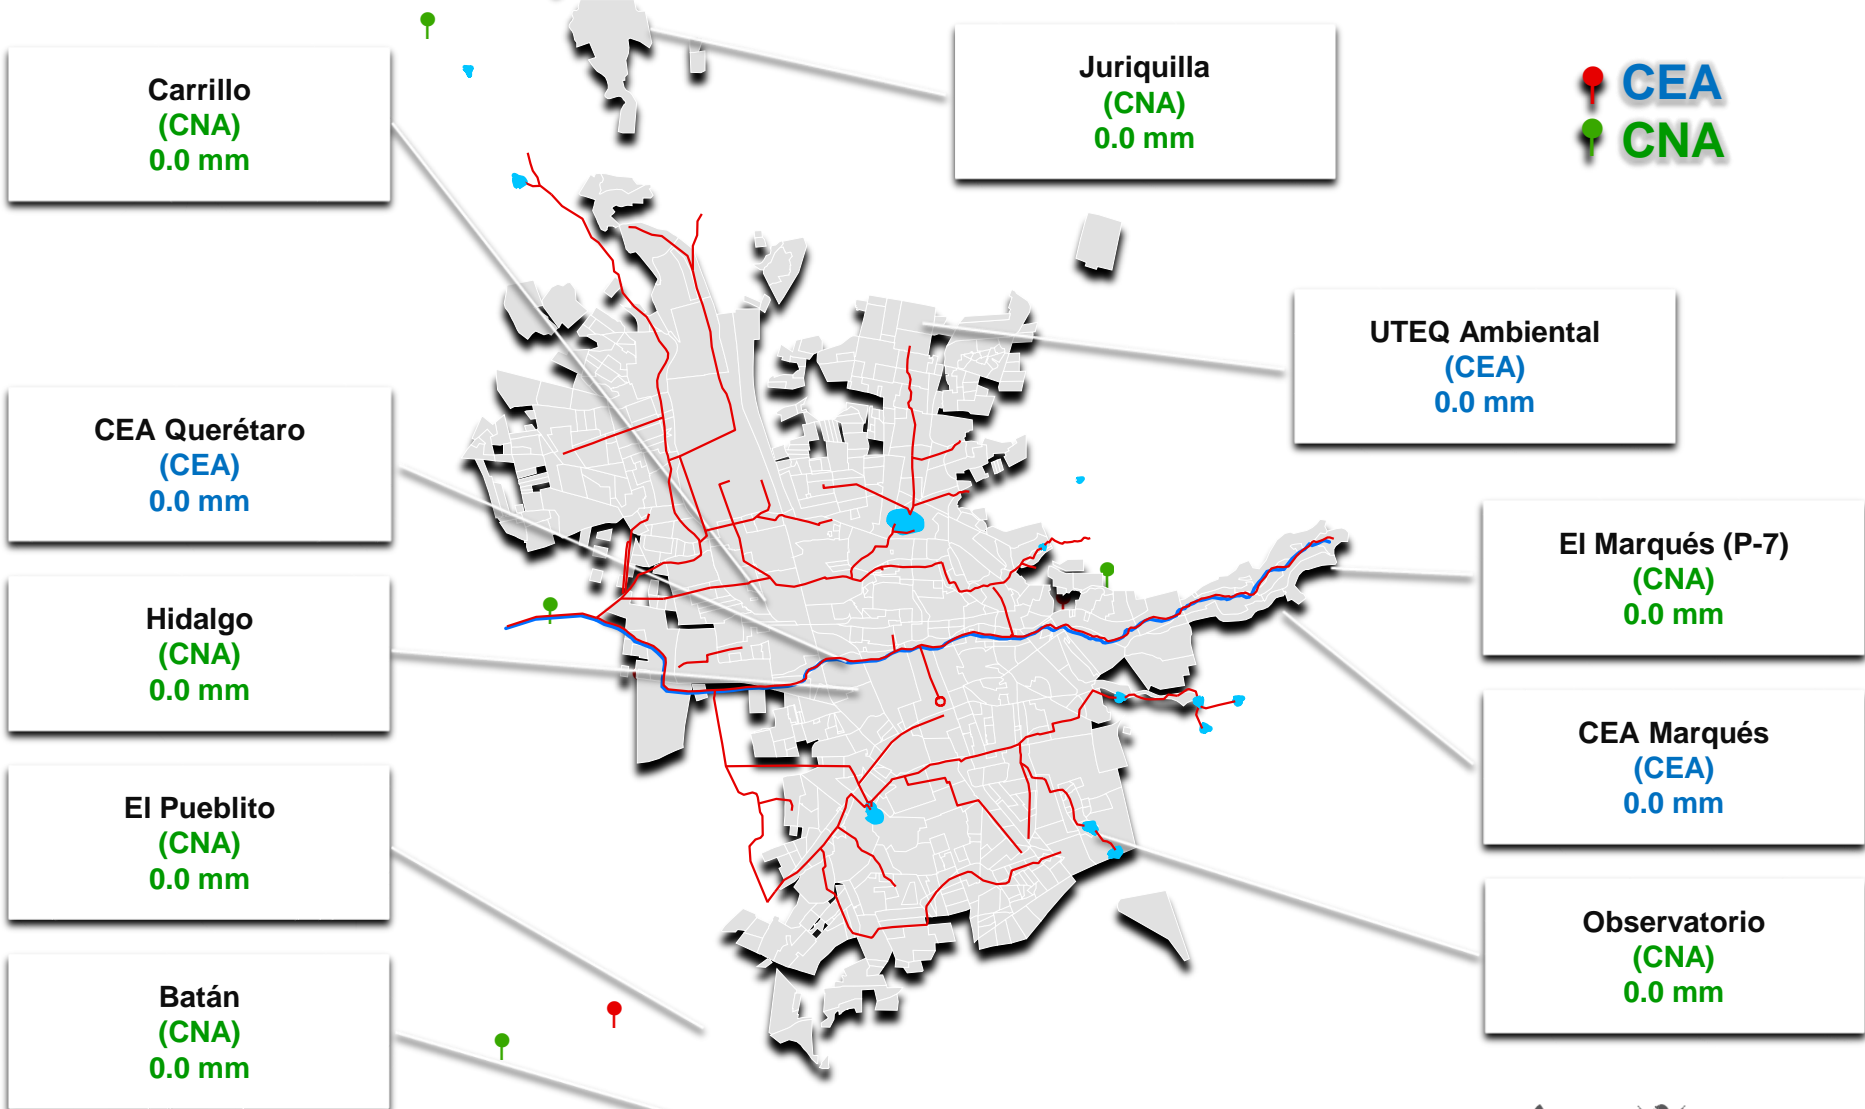 Carrillo
(CNA)
0.0 mm
Juriquilla
(CNA)
0.0 mm
CEA
CNA
UTEQ Ambiental
(CEA)
0.0 mm
CEA Querétaro
(CEA)
0.0 mm
El Marqués (P-7)
(CNA)
0.0 mm
Hidalgo
(CNA)
0.0 mm
CEA Marqués
(CEA)
0.0 mm
El Pueblito
(CNA)
0.0 mm
Observatorio
(CNA)
0.0 mm
Batán
(CNA)
0.0 mm